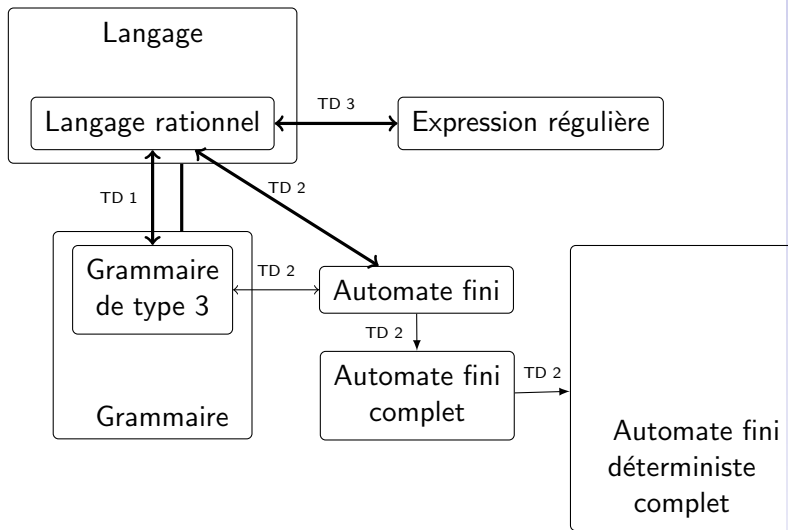 Langage
TD 3
Langage rationnel
Expression régulière
TD 1
TD 2
Grammaire
de type 3
TD 2
Automate fini
TD 2
Automate fini
complet
TD 2
Grammaire
Automate fini
déterministe
complet